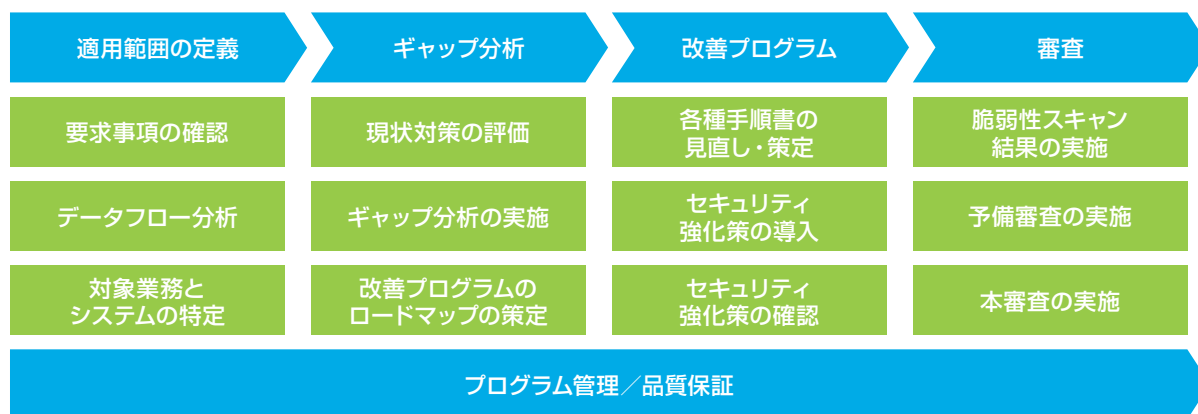 適用範囲の定義
ギャップ分析
改善プログラム
審査
要求事項の確認
現状対策の評価
各種手順書の
見直し・策定
脆弱性スキャン
結果の実施
データフロー分析
ギャップ分析の実施
セキュリティ
強化策の導入
予備審査の実施
対象業務と
システムの特定
改善プログラムの
ロードマップの策定
セキュリティ
強化策の確認
本審査の実施
プログラム管理／品質保証